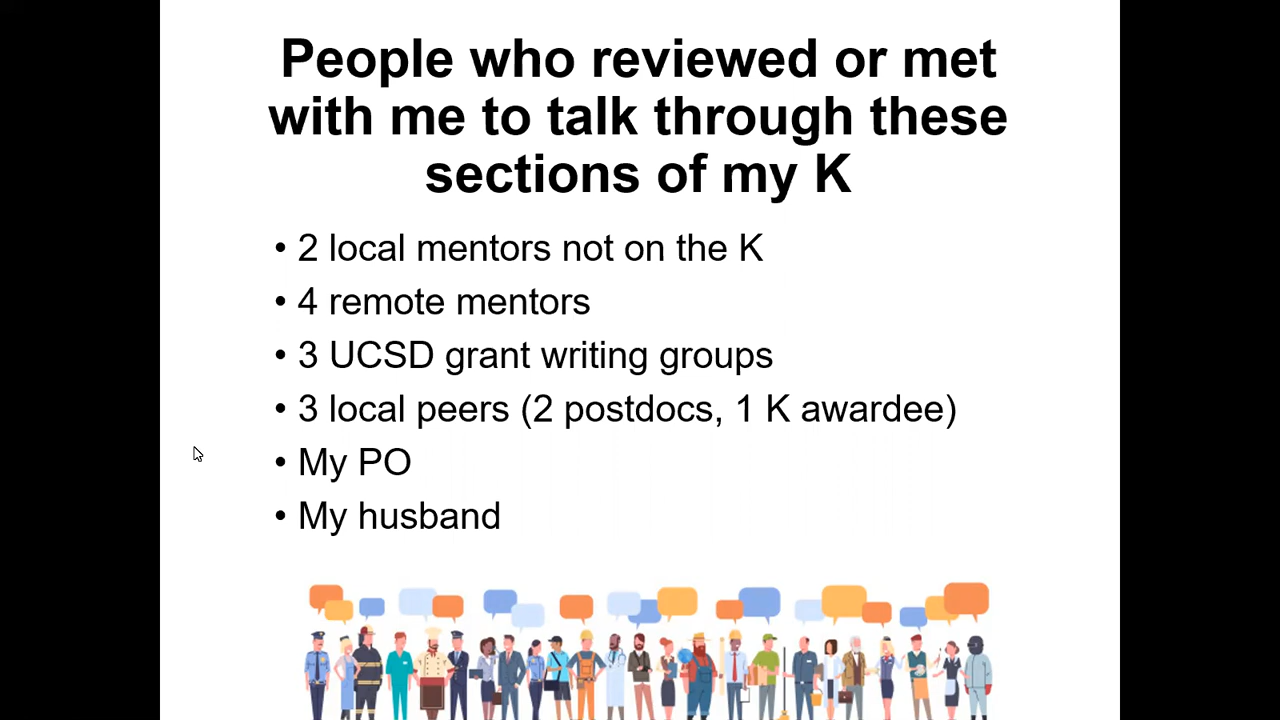 People who reviewed or met
with me to talk through these
sections of my K
• 2 local mentors not on the K
• 4 remote mentors
• 3 UCSD grant writing groups
• 3 local peers (2 postdocs, 1 K awardee)
• My PO
• My husband